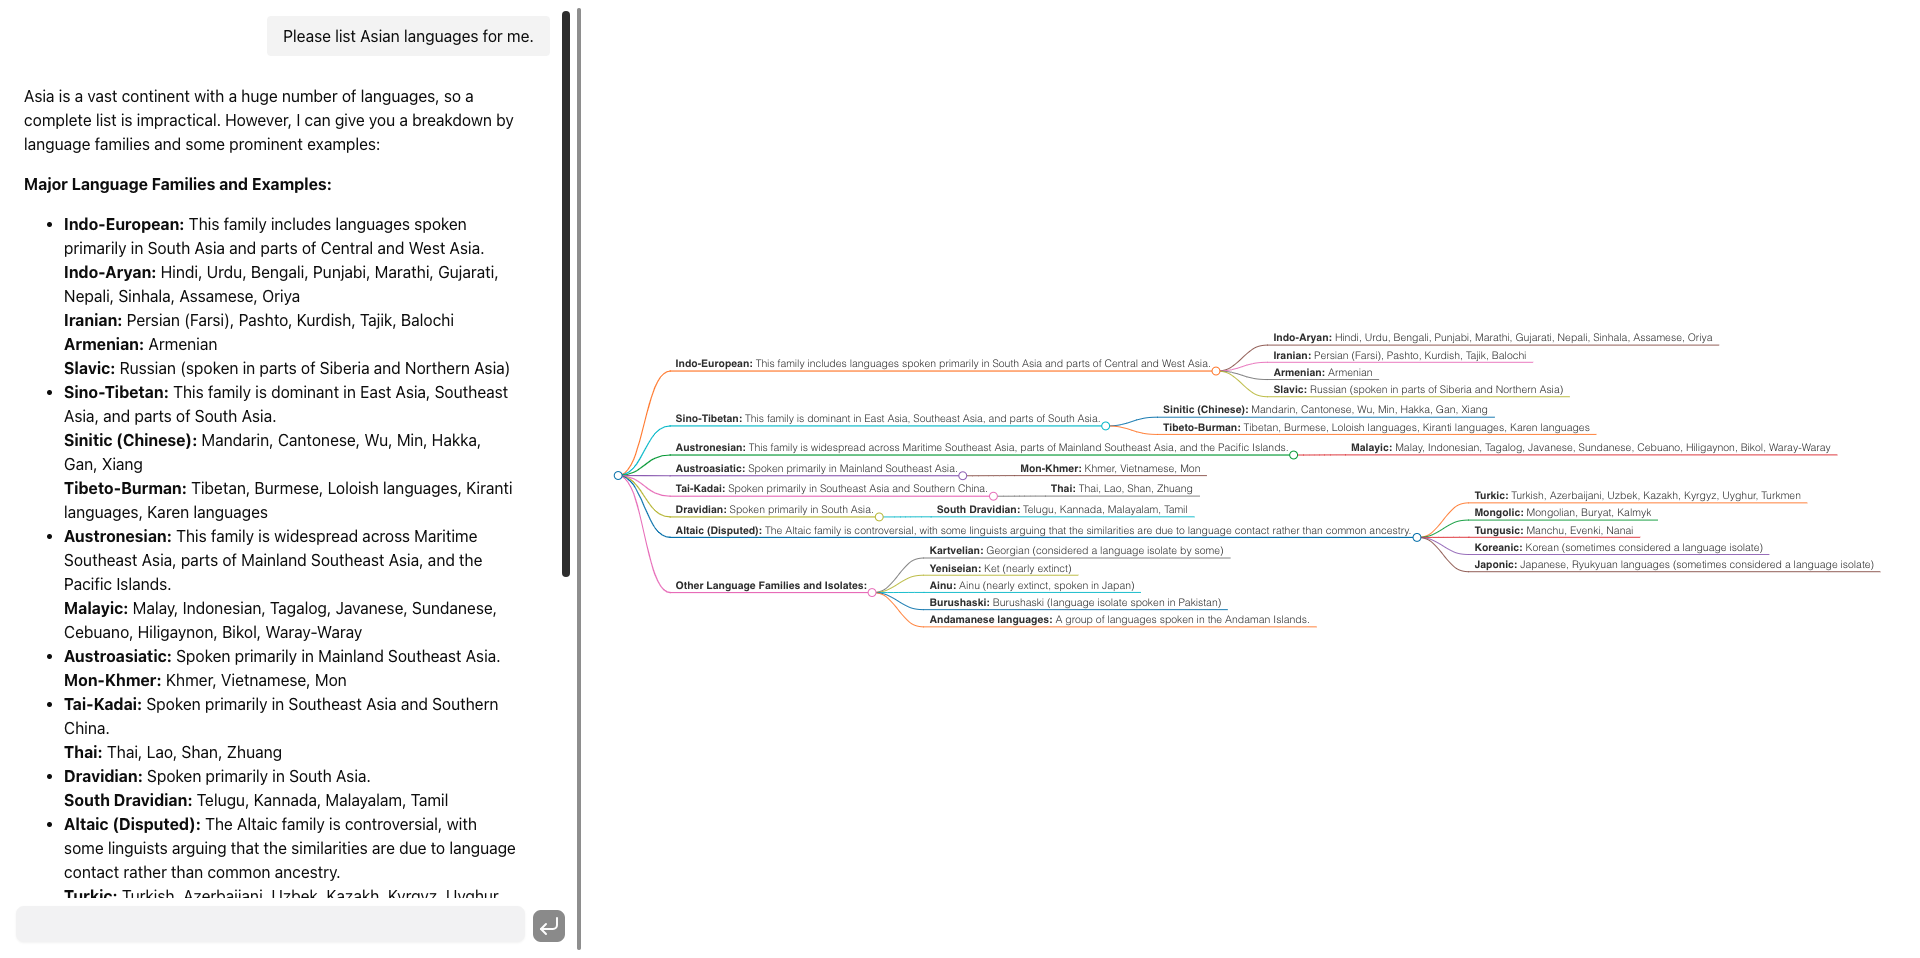 Please list Asian languages for me.
Asia is a vast continent with a huge number of languages, so a
complete list is impractical. However, I can give you a breakdown by
language families and some prominent examples:
Major Language Families and Examples:
• Indo-European: This family includes languages spoken
primarily in South Asia and parts of Central and West Asia.
Indo-Aryan: Hindi, Urdu, Bengali, Punjabi, Marathi, Gujarati,
Nepali, Sinhala, Assamese, Oriya
Iranian: Persian (Farsi), Pashto, Kurdish, Tajik, Balochi
Armenian: Armenian
Slavic: Russian (spoken in parts of Siberia and Northern Asia)
• Sino-Tibetan: This family is dominant in East Asia, Southeast
Asia, and parts of South Asia.
Sinitic (Chinese): Mandarin, Cantonese, Wu, Min, Hakka,
Gan, Xiang
Tibeto-Burman: Tibetan, Burmese, Loloish languages, Kiranti
languages, Karen languages
• Austronesian: This family is widespread across Maritime
Southeast Asia, parts of Mainland Southeast Asia, and the
Pacific Islands.
Malayic: Malay, Indonesian, Tagalog, Javanese, Sundanese,
Cebuano, Hiligaynon, Bikol, Waray-Waray
• Austroasiatic: Spoken primarily in Mainland Southeast Asia.
Mon-Khmer: Khmer, Vietnamese, Mon
• Tai-Kadai: Spoken primarily in Southeast Asia and Southern
China.
Thai: Thai, Lao, Shan, Zhuang
• Dravidian: Spoken primarily in South Asia.
South Dravidian: Telugu, Kannada, Malayalam, Tamil
• Altaic (Disputed): The Altaic family is controversial, with
some linguists arguing that the similarities are due to language
contact rather than common ancestry.
Turkic: Turkish, Azerbaijani, Uzbek, Kazakh, Kyrgyz, Uyghur,
Indo-European: This family includes languages spoken primarily in South Asia and parts of Central and West Asia.
Indo-Aryan: Hindi, Urdu, Bengali, Punjabi, Marathi, Gujarati, Nepali, Sinhala, Assamese, Oriya
Iranian: Persian (Farsi), Pashto, Kurdish, Tajik, Balochi
Armenian: Armenian
Slavic: Russian (spoken in parts of Siberia and Northern Asia)
Sino-Tibetan: This family is dominant in East Asia, Southeast Asia, and parts of South Asia.
Sinitic (Chinese): Mandarin, Cantonese, Wu, Min, Hakka, Gan, Xiang
Tibeto-Burman: Tibetan, Burmese, Loloish languages, Kiranti languages, Karen languages
Austronesian: This family is widespread across Maritime Southeast Asia, parts of Mainland Southeast Asia, and the Pacific Islands.
Malayic: Malay, Indonesian, Tagalog, Javanese, Sundanese, Cebuano, Hiligaynon, Bikol, Waray-Waray
Austroasiatic: Spoken primarily in Mainland Southeast Asia.
Mon-Khmer: Khmer, Vietnamese, Mon
Tai-Kadai: Spoken primarily in Southeast Asia and Southern China.
Thai: Thai, Lao, Shan, Zhuang
Dravidian: Spoken primarily in South Asia.
South Dravidian: Telugu, Kannada, Malayalam, Tamil
Altaic (Disputed): The Altaic family is controversial, with some linguists arguing that the similarities are due to language contact rather than common ancestry.
Turkic: Turkish, Azerbaijani, Uzbek, Kazakh, Kyrgyz, Uyghur, Turkmen
Mongolic: Mongolian, Buryat, Kalmyk
Tungusic: Manchu, Evenki, Nanai
Koreanic: Korean (sometimes considered a language isolate)
Japonic: Japanese, Ryukyuan languages (sometimes considered a language isolate)
Other Language Families and Isolates:
Kartvelian: Georgian (considered a language isolate by some)
Yeniseian: Ket (nearly extinct)
Ainu: Ainu (nearly extinct, spoken in Japan)
Burushaski: Burushaski (language isolate spoken in Pakistan)
Andamanese languages: A group of languages spoken in the Andaman Islands.